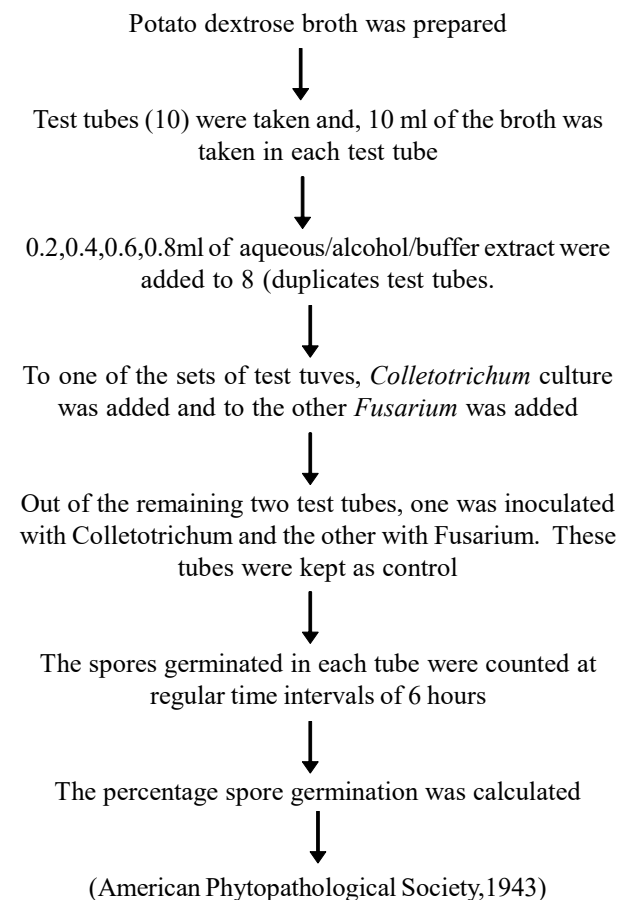 Potato dextrose broth was prepared
Test tubes (10) were taken and, 10 ml of the broth was
taken in each test tube
0.2,0.4,0.6,0.8ml of aqueous/alcohol/buffer extract were
added to 8 (duplicates test tubes.
To one of the sets of test tuves, Colletotrichum culture
was added and to the other Fusarium was added
Out of the remaining two test tubes, one was inoculated
with Colletotrichum and the other with Fusarium. These
tubes were kept as control
The spores germinated in each tube were counted at
regular time intervals of 6 hours
The percentage spore germination was calculated
(American Phytopathological Society,1943)